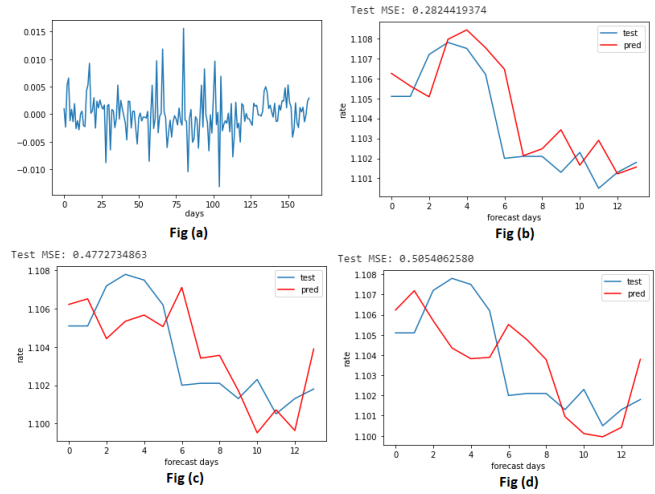 Test MSE: 0.2824419374
0.015
0.010
0.005
0.000
-0.005
-0.010
0 25 50 75 100 125 150
days
Fig (a)
1.108
1.107
1.106
1.105
1.104
1.103
1.102
1.101
rate
test
pred
0 2 4 6 8 10 12
forecast days
Fig (b)
Test MSE: 0.4772734863
1.108
1.106
1.104
1.102
1.100
rate
test
pred
0 2 4 6 8 10 12
forecast days
Fig (c)
Test MSE: 0.5054062580
1.108
1.107
1.106
1.105
1.104
1.103
1.102
1.101
1.100
rate
test
pred
0 2 4 6 8 10 12
forecast days
Fig (d)